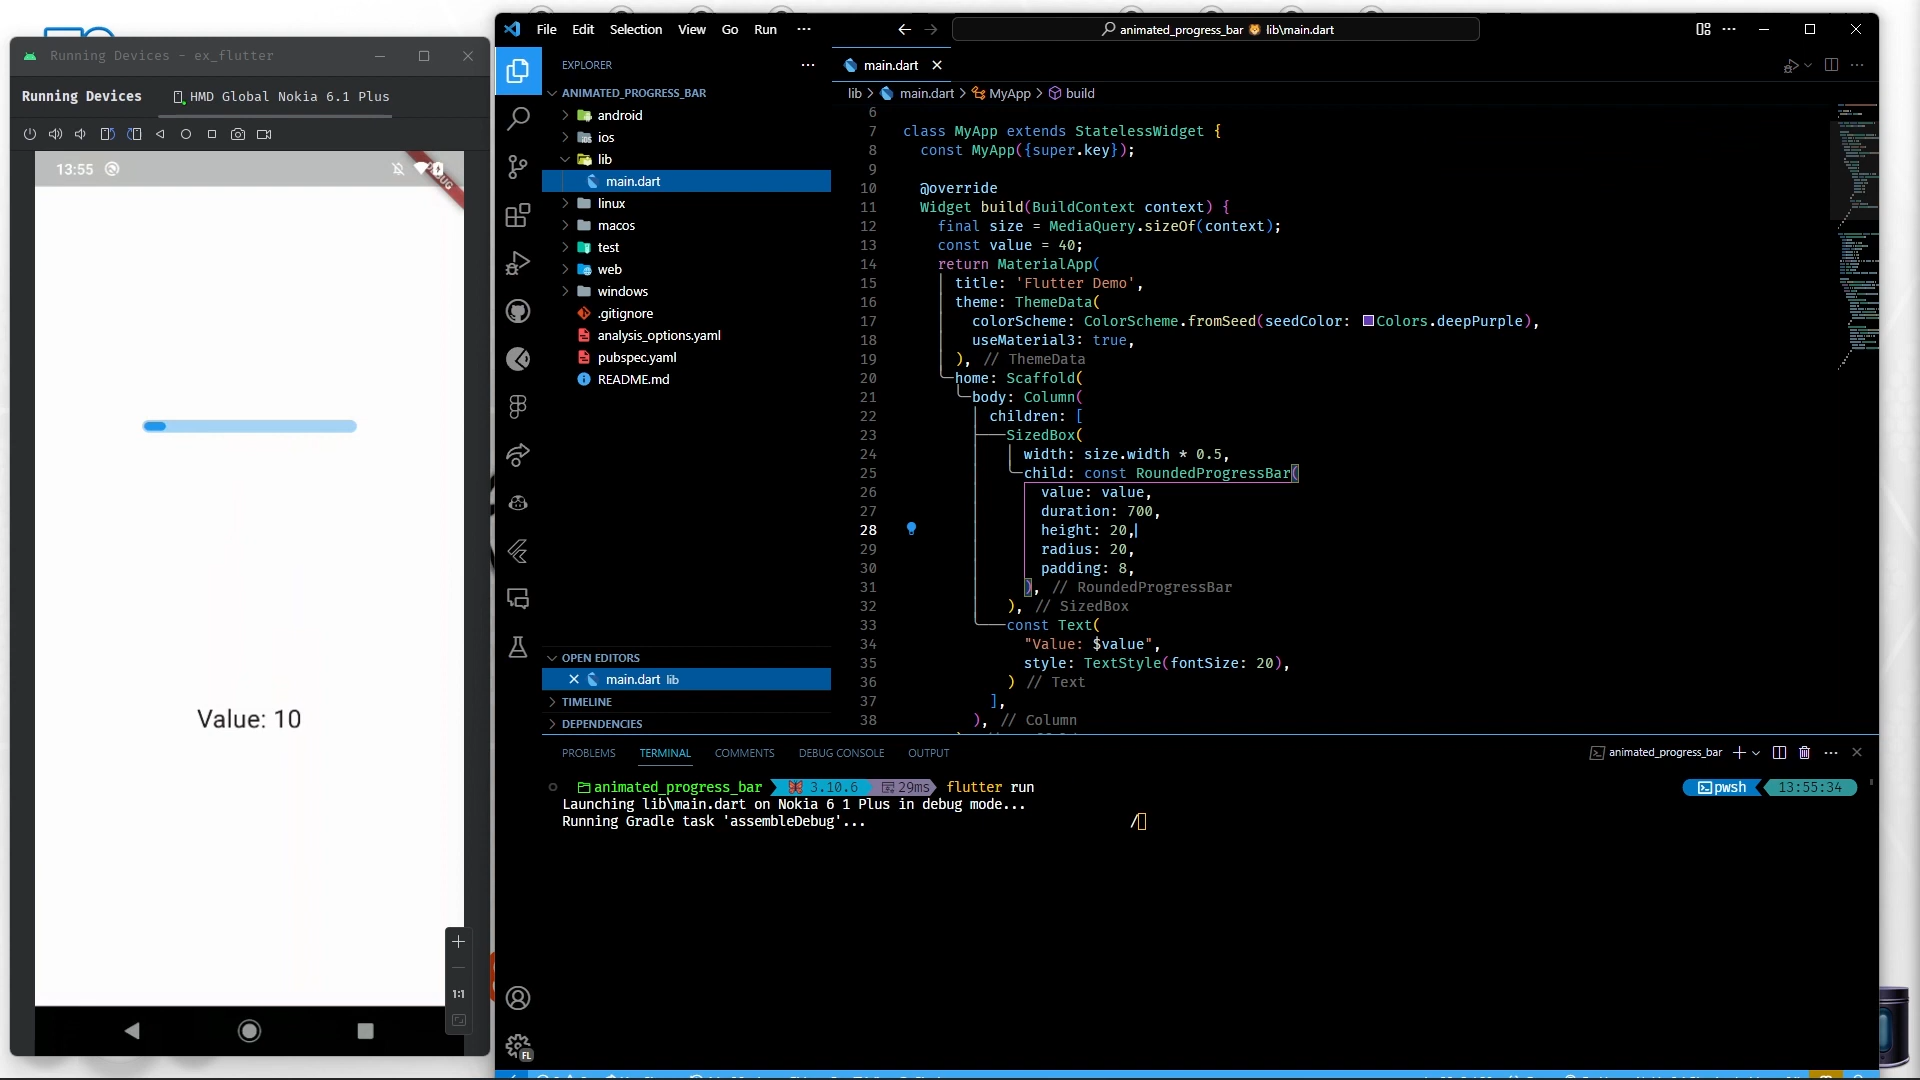 Running Devices - ex_flutter
Running Devices
HMD Global Nokia 6.1 Plus
13:55
DEBUG
Value: 10
1:1
File Edit Selection View Go Run ···
animated_progress_bar 🦁 lib\main.dart
EXPLORER
ANIMATED_PROGRESS_BAR
android
ios
lib
main.dart
linux
macos
test
web
windows
.gitignore
analysis_options.yaml
pubspec.yaml
README.md
OPEN EDITORS
main.dart lib
TIMELINE
DEPENDENCIES
FL
main.dart
lib > main.dart > MyApp > build
6
7 class MyApp extends StatelessWidget {
8 const MyApp({super.key});
9
10 @override
11 Widget build(BuildContext context) {
12 final size = MediaQuery.sizeOf(context);
13 const value = 40;
14 return MaterialApp(
15 title: 'Flutter Demo',
16 theme: ThemeData(
17 colorScheme: ColorScheme.fromSeed(seedColor: Colors.deepPurple),
18 useMaterial3: true,
19 ), // ThemeData
20 home: Scaffold(
21 body: Column(
22 children: [
23 SizedBox(
24 width: size.width * 0.5,
25 child: const RoundedProgressBar(
26 value: value,
27 duration: 700,
28 height: 20,
29 radius: 20,
30 padding: 8,
31 ), // RoundedProgressBar
32 ), // SizedBox
33 const Text(
34 "Value: $value",
35 style: TextStyle(fontSize: 20),
36 ) // Text
37 ],
38 ), // Column
PROBLEMS TERMINAL COMMENTS DEBUG CONSOLE OUTPUT
animated_progress_bar
animated_progress_bar 3.10.6 29ms flutter run
pwsh 13:55:34
Launching lib\main.dart on Nokia 6 1 Plus in debug mode...
Running Gradle task 'assembleDebug'... /